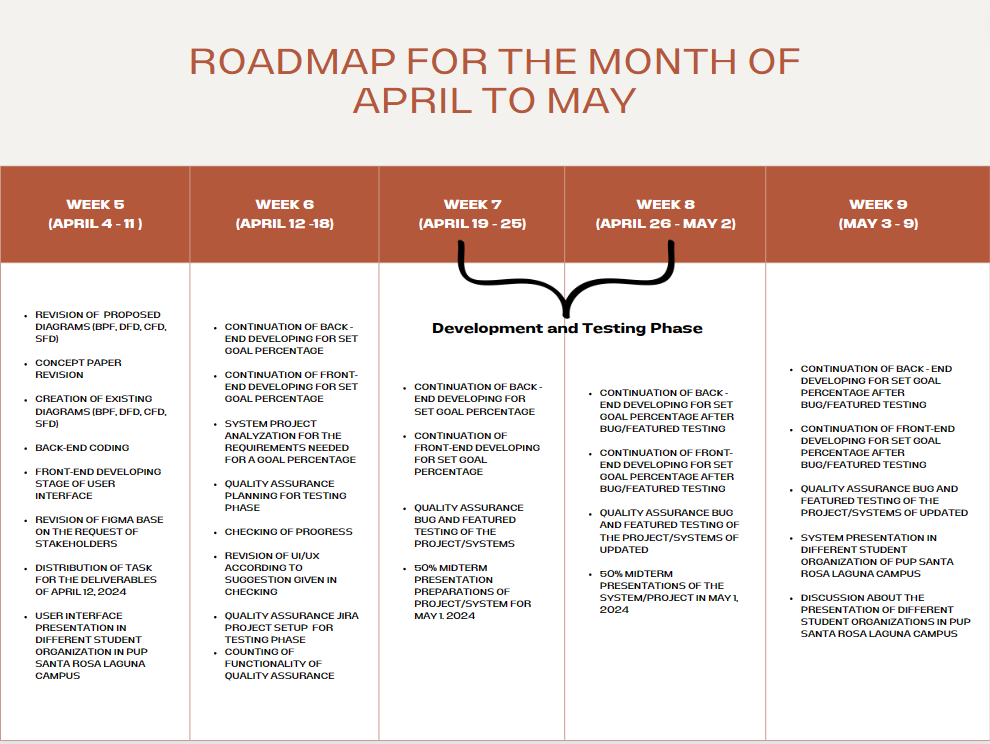 ROADMAP FOR THE MONTH OF
APRIL TO MAY
WEEK 5
(APRIL 4 - 11 )
WEEK 6
(APRIL 12 -18)
WEEK 7
(APRIL 19 - 25)
WEEK 8
(APRIL 26 - MAY 2)
WEEK 9
(MAY 3 - 9)
Development and Testing Phase
• REVISION OF  PROPOSED
DIAGRAMS (BPF, DFD, CFD,
SFD)
• CONCEPT PAPER
REVISION
• CREATION OF EXISTING
DIAGRAMS (BPF, DFD, CFD,
SFD)
• BACK-END CODING
• FRONT-END DEVELOPING
STAGE OF USER
INTERFACE
• REVISION OF FIGMA BASE
ON THE REQUEST OF
STAKEHOLDERS
• DISTRIBUTION OF TASK
FOR THE DELIVERABLES
OF APRIL 12, 2024
• USER INTERFACE
PRESENTATION IN
DIFFERENT STUDENT
ORGANIZATION IN PUP
SANTA ROSA LAGUNA
CAMPUS
• CONTINUATION OF BACK -
END DEVELOPING FOR SET
GOAL PERCENTAGE
• CONTINUATION OF FRONT-
END DEVELOPING FOR SET
GOAL PERCENTAGE
• SYSTEM PROJECT
ANALYZATION FOR THE
REQUIREMENTS NEEDED
FOR A GOAL PERCENTAGE
• QUALITY ASSURANCE
PLANNING FOR TESTING
PHASE
• CHECKING OF PROGRESS
• REVISION OF UI/UX
ACCORDING TO
SUGGESTION GIVEN IN
CHECKING
• QUALITY ASSURANCE JIRA
PROJECT SETUP  FOR
TESTING PHASE
• COUNTING OF
FUNCTIONALITY OF
QUALITY ASSURANCE
• CONTINUATION OF BACK -
END DEVELOPING FOR
SET GOAL PERCENTAGE
• CONTINUATION OF
FRONT-END DEVELOPING
FOR SET GOAL
PERCENTAGE
• QUALITY ASSURANCE
BUG AND FEATURED
TESTING OF THE
PROJECT/SYSTEMS
• 50% MIDTERM
PRESENTATION
PREPARATIONS OF
PROJECT/SYSTEM FOR
MAY 1. 2024
• CONTINUATION OF BACK -
END DEVELOPING FOR SET
GOAL PERCENTAGE AFTER
BUG/FEATURED TESTING
• CONTINUATION OF FRONT-
END DEVELOPING FOR SET
GOAL PERCENTAGE AFTER
BUG/FEATURED TESTING
• QUALITY ASSURANCE BUG
AND FEATURED TESTING OF
THE PROJECT/SYSTEMS OF
UPDATED
• 50% MIDTERM
PRESENTATIONS OF THE
SYSTEM/PROJECT IN MAY 1,
2024
• CONTINUATION OF BACK - END
DEVELOPING FOR SET GOAL
PERCENTAGE AFTER
BUG/FEATURED TESTING
• CONTINUATION OF FRONT-END
DEVELOPING FOR SET GOAL
PERCENTAGE AFTER
BUG/FEATURED TESTING
• QUALITY ASSURANCE BUG AND
FEATURED TESTING OF THE
PROJECT/SYSTEMS OF UPDATED
• SYSTEM PRESENTATION IN
DIFFERENT STUDENT
ORGANIZATION OF PUP SANTA
ROSA LAGUNA CAMPUS
• DISCUSSION ABOUT THE
PRESENTATION OF DIFFERENT
STUDENT ORGANIZATIONS IN PUP
SANTA ROSA LAGUNA CAMPUS